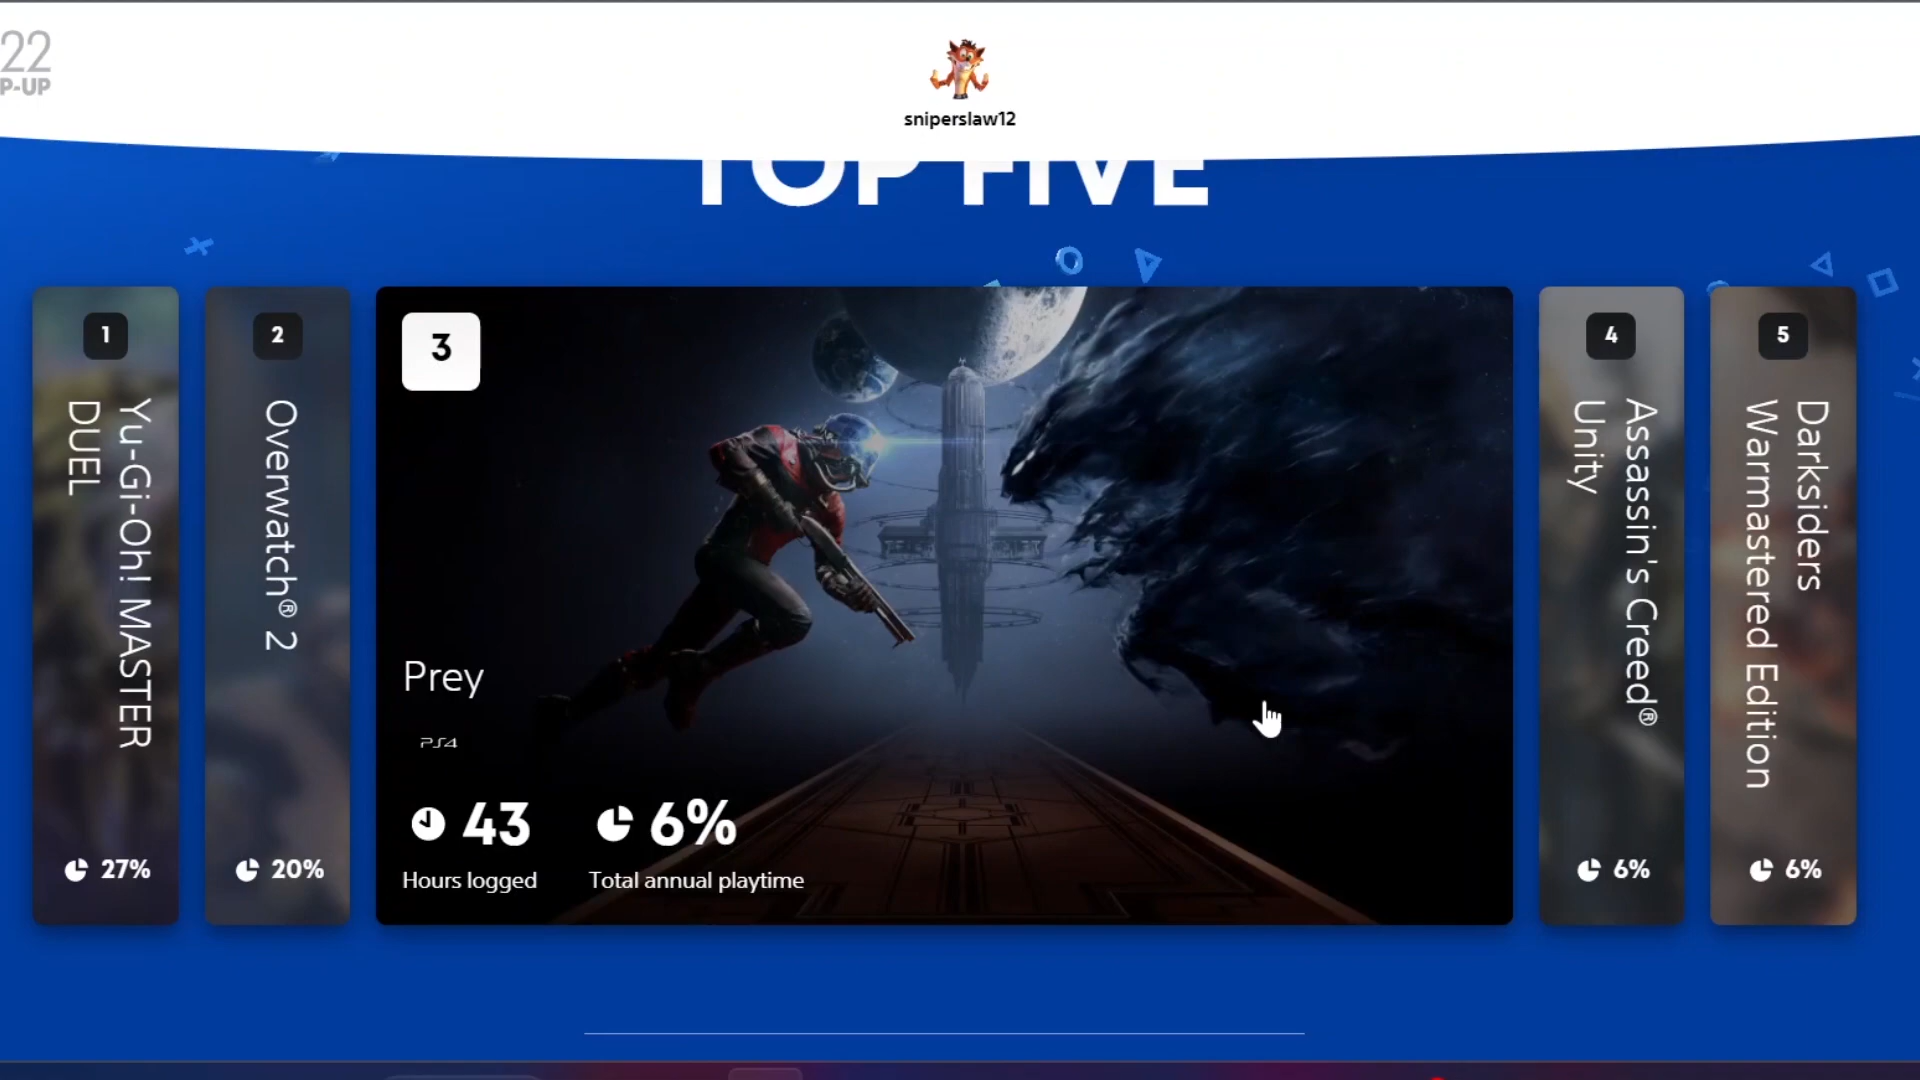 22
P-UP
sniperslaw12
TOP FIVE
1
Yu-Gi-Oh! MASTER
DUEL
27%
2
Overwatch® 2
20%
3
Prey
PS4
43
Hours logged
6%
Total annual playtime
4
Assassin's Creed®
Unity
6%
5
Darksiders
Warmastered Edition
6%